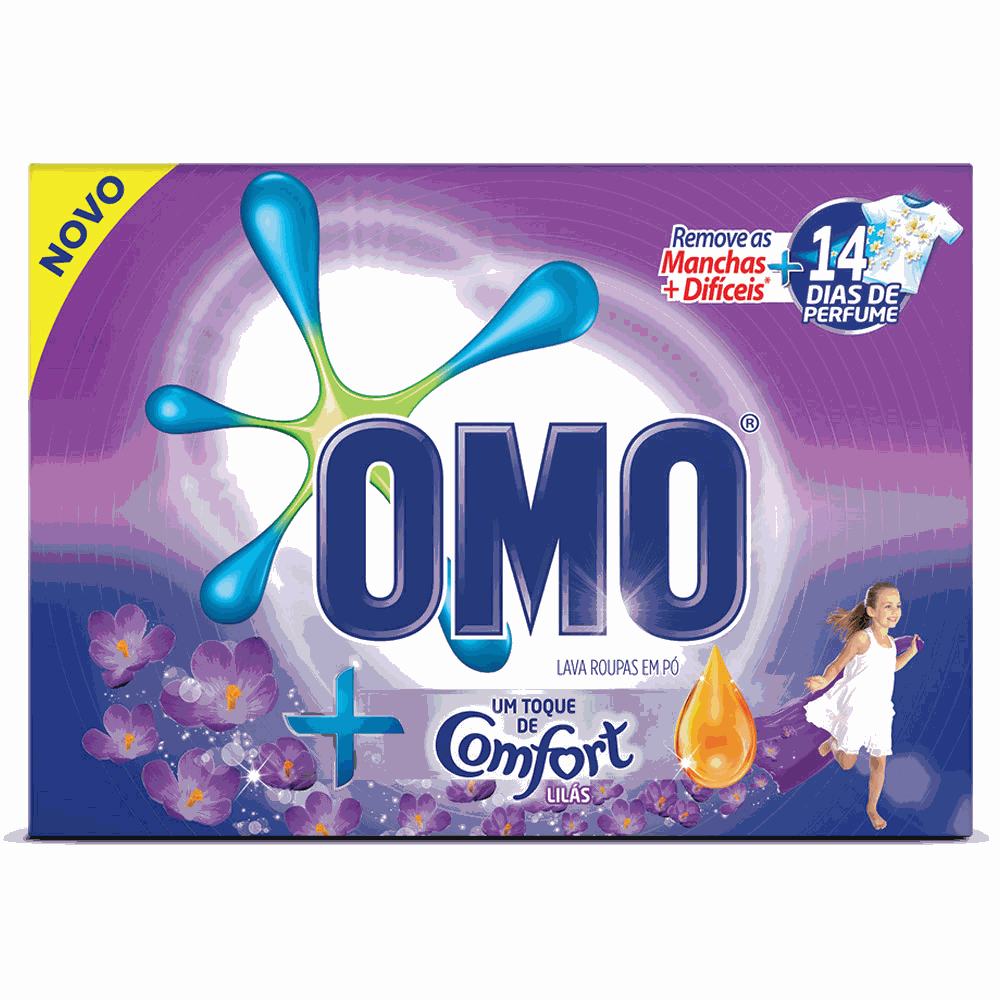 NOVO
Remove as
Manchas
+ Difíceis*
+
14
DIAS DE
PERFUME
OMO®
LAVA ROUPAS EM PÓ
+
UM TOQUE
DE
Comfort
LILÁS